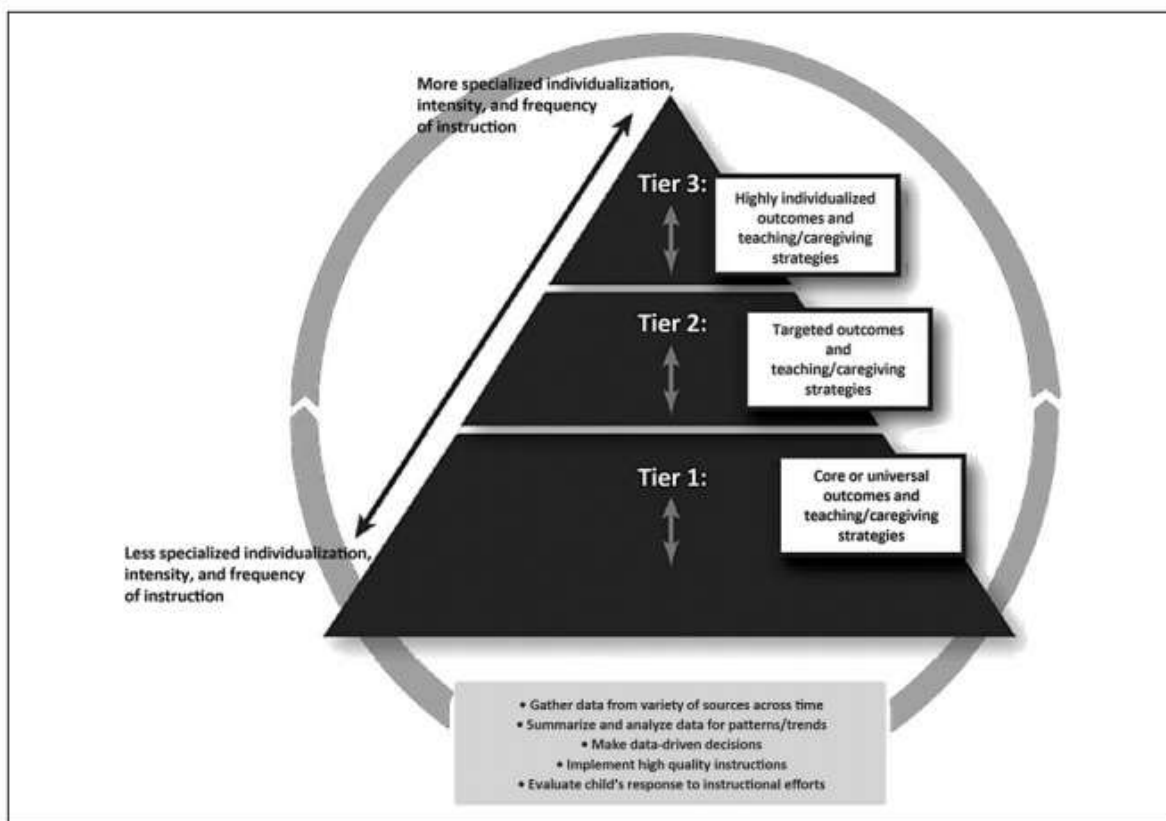 More specialized individualization,
intensity, and frequency
of instruction
Tier 3:
Highly individualized
outcomes and
teaching/caregiving
strategies
Tier 2:
Targeted outcomes
and
teaching/caregiving
strategies
Tier 1:
Core or universal
outcomes and
teaching/caregiving
strategies
Less specialized individualization,
intensity, and frequency
of instruction
• Gather data from variety of sources across time
• Summarize and analyze data for patterns/trends
• Make data-driven decisions
• Implement high quality instructions
• Evaluate child's response to instructional efforts